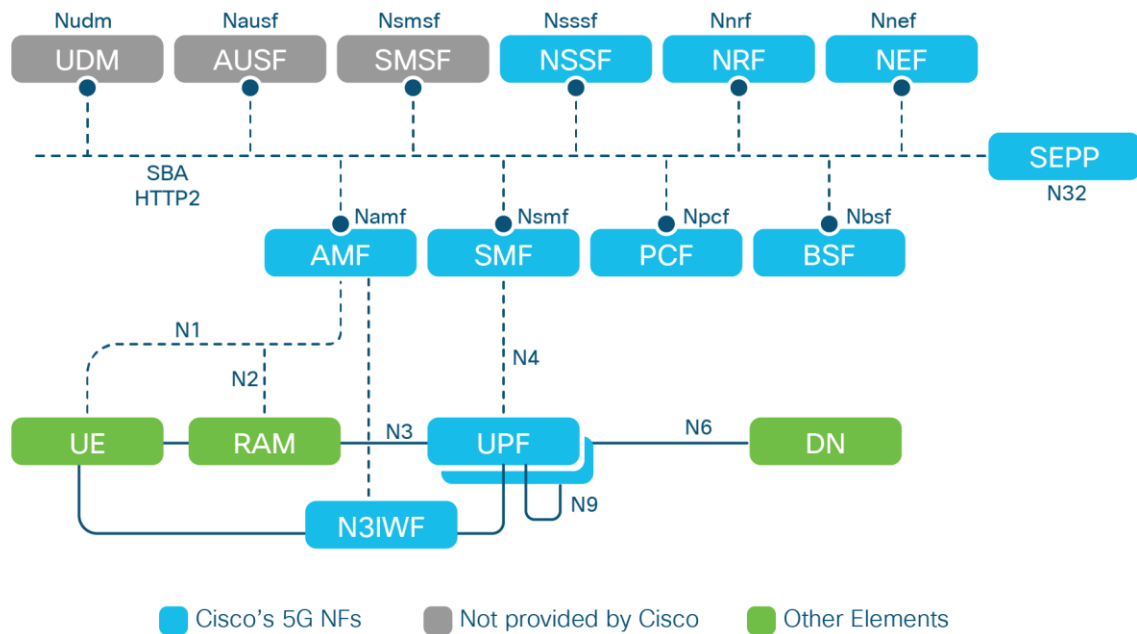 Nudm
Nausf
Nsmsf
Nsssf
Nnrf
Nnef
UDM
AUSF
SMSF
NSSF
NRF
NEF
SEPP
SBA
HTTP2
N32
Namf
Nsmf
Npcf
Nbsf
AMF
SMF
PCF
BSF
N1
N4
N2
UE
RAM
N3
UPF
N6
DN
N9
N3IWF
Cisco's 5G NFs
Not provided by Cisco
Other Elements